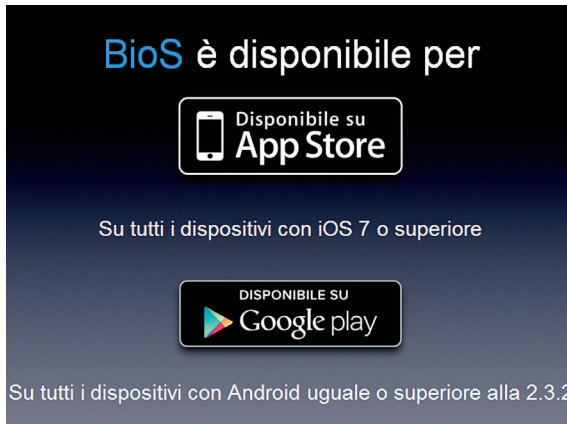 BioS è disponibile per
Disponibile su
App Store
Su tutti i dispositivi con iOS 7 o superiore
DISPONIBILE SU
Google play
Su tutti i dispositivi con Android uguale o superiore alla 2.3.2